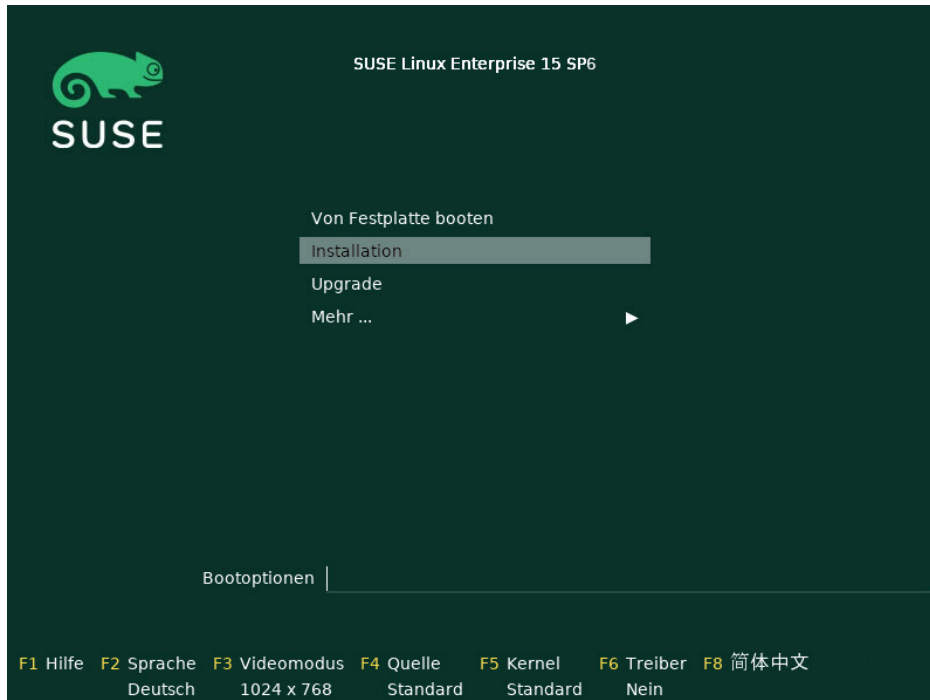 SUSE Linux Enterprise 15 SP6
SUSE
Von Festplatte booten
Installation
Upgrade
Mehr ...
Bootoptionen
F1 Hilfe F2 Sprache F3 Videomodus F4 Quelle F5 Kernel F6 Treiber F8 简体中文
Deutsch 1024 x 768 Standard Standard Nein